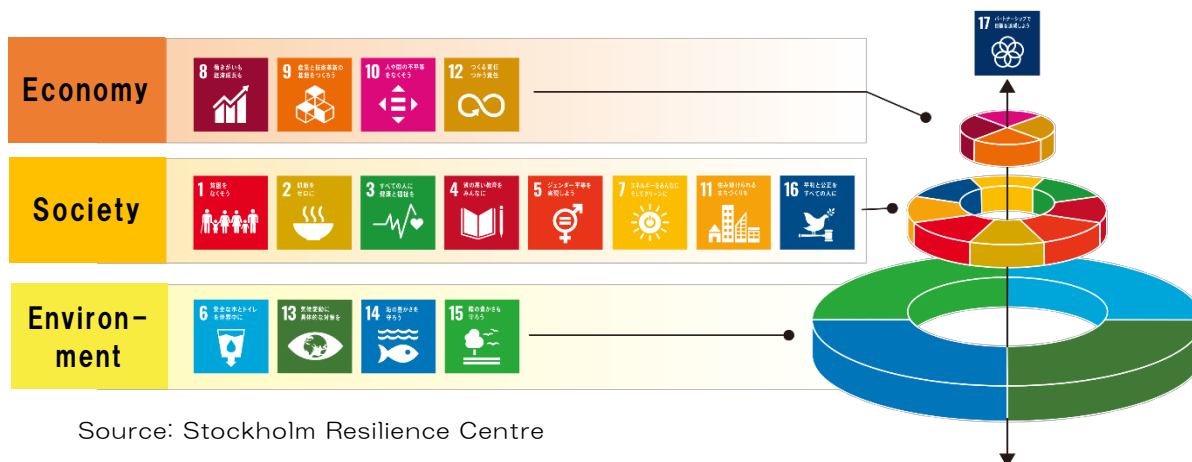 17 パートナーシップで
目標を達成しよう
Economy
8 働きがいも
経済成長も
9 産業と技術革新の
基盤をつくろう
10 人や国の不平等
をなくそう
12 つくる責任
つかう責任
Society
1 貧困を
なくそう
2 飢餓を
ゼロに
3 すべての人に
健康と福祉を
4 質の高い教育を
みんなに
5 ジェンダー平等を
実現しよう
7 エネルギーをみんなに
そしてクリーンに
11 住み続けられる
まちづくりを
16 平和と公正を
すべての人に
Environ-
ment
6 安全な水とトイレ
を世界中に
13 気候変動に
具体的な対策を
14 海の豊かさを
守ろう
15 陸の豊かさも
守ろう
Source: Stockholm Resilience Centre